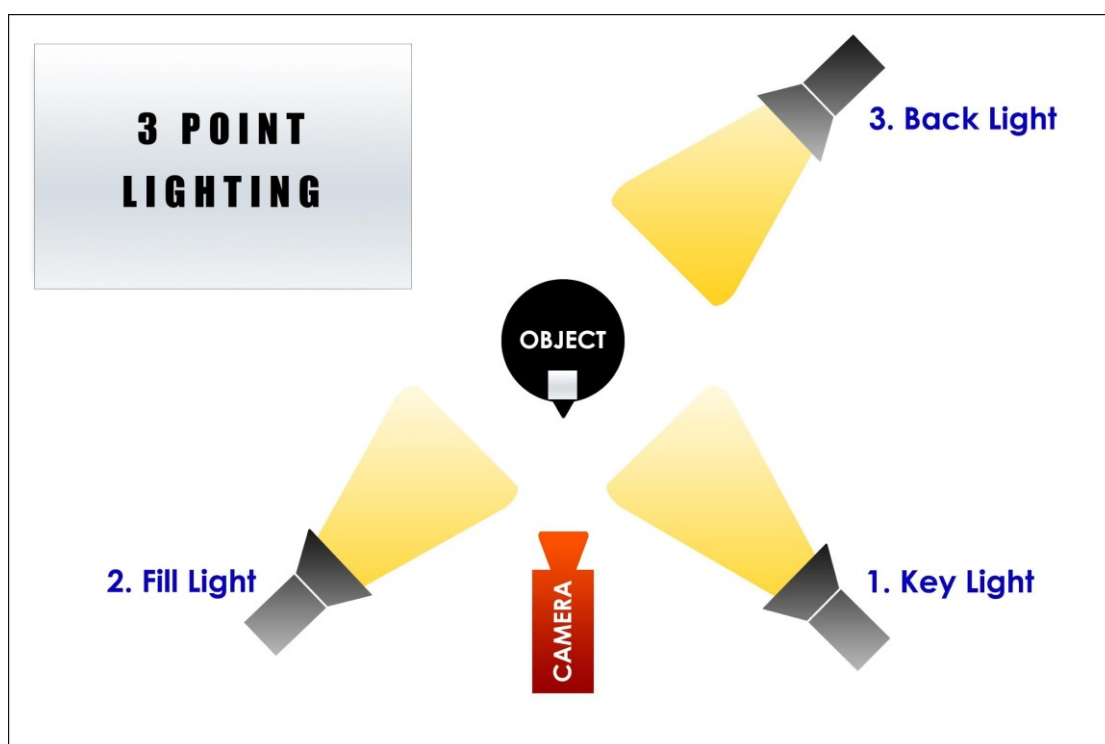 3 POINT
LIGHTING
3. Back Light
OBJECT
2. Fill Light
CAMERA
1. Key Light